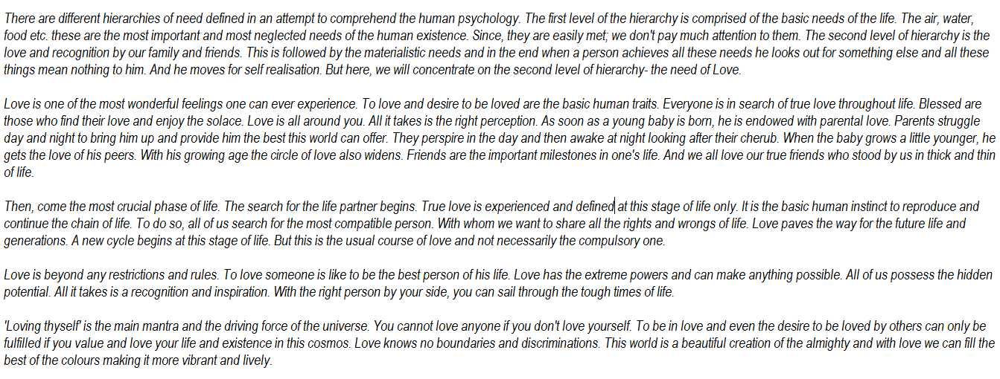 There are different hierarchies of need defined in an attempt to comprehend the human psychology. The first level of the hierarchy is comprised of the basic needs of the life. The air, water,
food etc. these are the most important and most neglected needs of the human existence. Since, they are easily met; we don't pay much attention to them. The second level of hierarchy is the
love and recognition by our family and friends. This is followed by the materialistic needs and in the end when a person achieves all these needs he looks out for something else and all these
things mean nothing to him. And he moves for self realisation. But here, we will concentrate on the second level of hierarchy- the need of Love.

Love is one of the most wonderful feelings one can ever experience. To love and desire to be loved are the basic human traits. Everyone is in search of true love throughout life. Blessed are
those who find their love and enjoy the solace. Love is all around you. All it takes is the right perception. As soon as a young baby is born, he is endowed with parental love. Parents struggle
day and night to bring him up and provide him the best this world can offer. They perspire in the day and then awake at night looking after their cherub. When the baby grows a little younger, he
gets the love of his peers. With his growing age the circle of love also widens. Friends are the important milestones in one's life. And we all love our true friends who stood by us in thick and thin
of life.

Then, come the most crucial phase of life. The search for the life partner begins. True love is experienced and defined at this stage of life only. It is the basic human instinct to reproduce and
continue the chain of life. To do so, all of us search for the most compatible person. With whom we want to share all the rights and wrongs of life. Love paves the way for the future life and
generations. A new cycle begins at this stage of life. But this is the usual course of love and not necessarily the compulsory one.

Love is beyond any restrictions and rules. To love someone is like to be the best person of his life. Love has the extreme powers and can make anything possible. All of us possess the hidden
potential. All it takes is a recognition and inspiration. With the right person by your side, you can sail through the tough times of life.

'Loving thyself' is the main mantra and the driving force of the universe. You cannot love anyone if you don't love yourself. To be in love and even the desire to be loved by others can only be
fulfilled if you value and love your life and existence in this cosmos. Love knows no boundaries and discriminations. This world is a beautiful creation of the almighty and with love we can fill the
best of the colours making it more vibrant and lively.